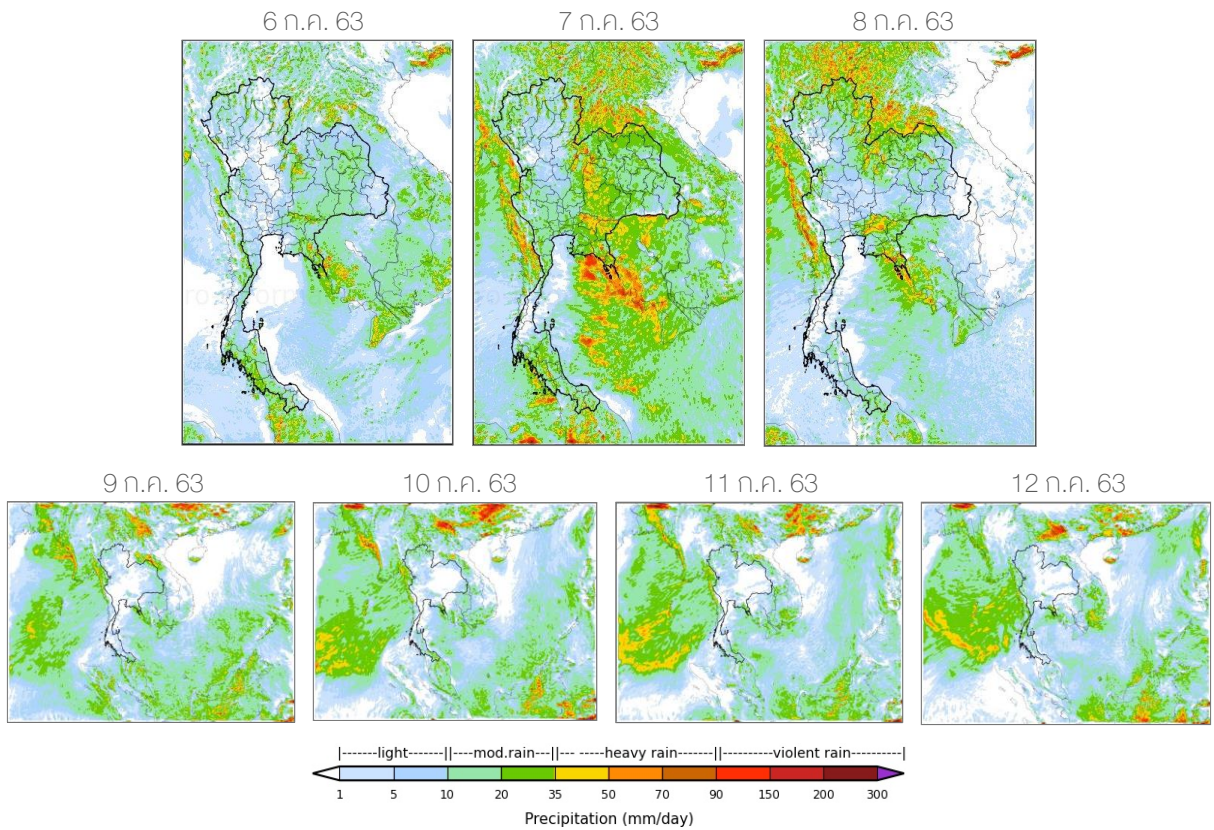 6 ก.ค. 63
7 ก.ค. 63
8 ก.ค. 63
9 ก.ค. 63
10 ก.ค. 63
11 ก.ค. 63
12 ก.ค. 63
|------light------||----mod.rain---||--- ----heavy rain-------||---------violent rain----------|
1 5 10 20 35 50 70 90 150 200 300
Precipitation (mm/day)